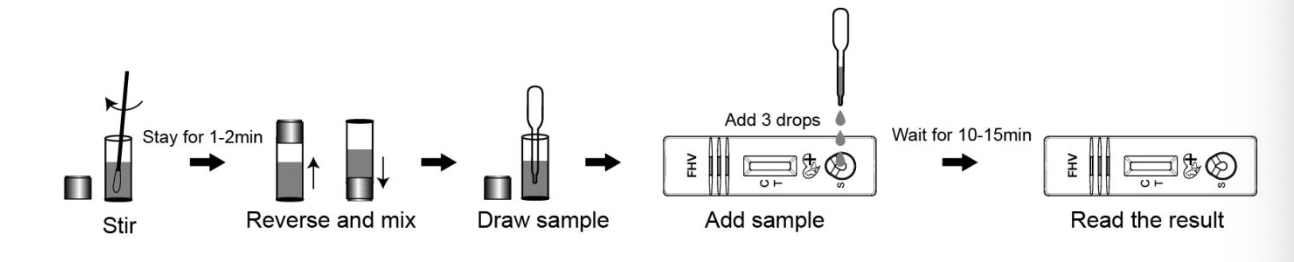 Stir
Stay for 1-2min
Reverse and mix
Draw sample
Add 3 drops
FHV
C
T
S
Add sample
Wait for 10-15min
FHV
C
T
S
Read the result